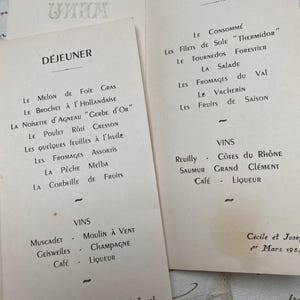 DÉJEUNER
Le Melon de Foie Gras
Le Brochet à l'Hollandaise
La Noisette d'Agneau "Gerbe d'Or"
Le Poulet Rôti Cresson
Les quelques feuilles à l'huile
Les Fromages Assortis
La Pêche Melba
La Corbeille de Fruits
VINS
Muscadet - Moulin à Vent
Geisweiler - Champagne
Café - Liqueur
Le Consommé
Les Filets de Sole "Thermidor"
Le Tournedos Forestier
La Salade
Les Fromages du Val
Le Vacherin
Les Fruits de Saison
VINS
Reuilly - Côtes du Rhône
Saumur Grand Clément
Café - Liqueur
Cécile et
1er Mars 198